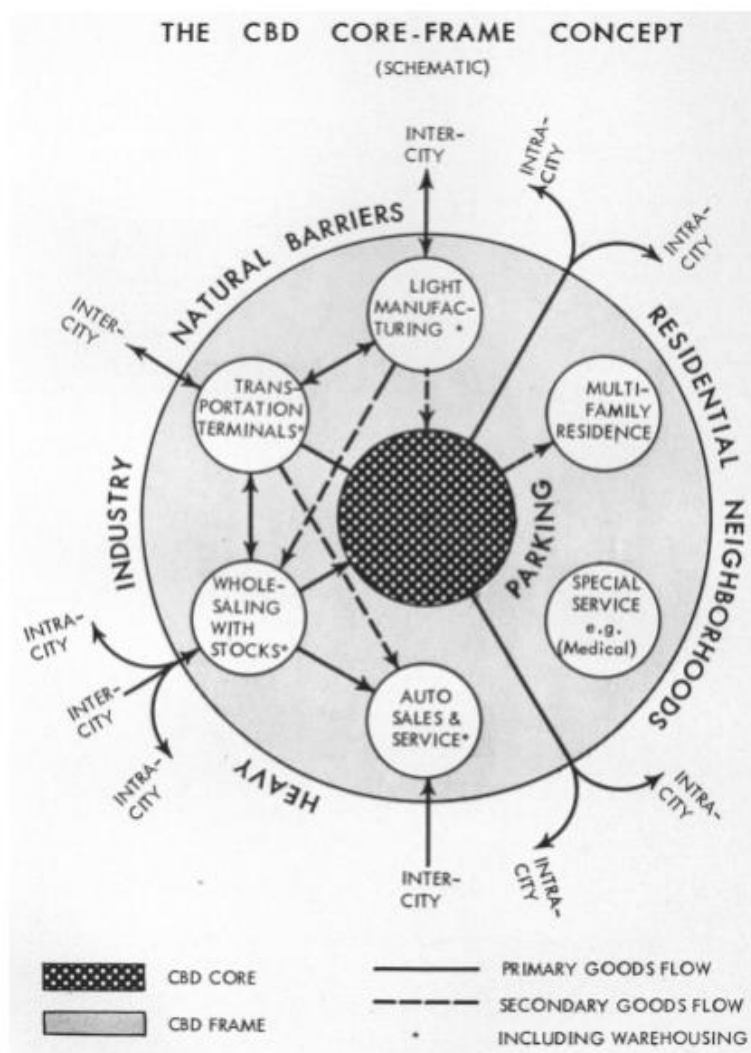 THE CBD CORE-FRAME CONCEPT
(SCHEMATIC)
INTER-
CITY
INTRA-
CITY
INTRA-
CITY
NATURAL BARRIERS
INTER-
CITY
LIGHT
MANUFAC-
TURING *
TRANS-
PORTATION
TERMINALS*
MULTI-
FAMILY
RESIDENCE
RESIDENTIAL NEIGHBORHOODS
HEAVY INDUSTRY
PARKING
WHOLE-
SALING
WITH
STOCKS*
SPECIAL
SERVICE
e.g.
(Medical)
INTRA-
CITY
INTER-
CITY
INTRA-
CITY
AUTO
SALES &
SERVICE*
INTER-
CITY
INTRA-
CITY
INTRA-
CITY
CBD CORE
PRIMARY GOODS FLOW
CBD FRAME
SECONDARY GOODS FLOW
* INCLUDING WAREHOUSING